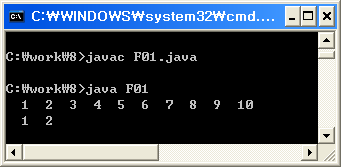 C:₩WINDOWS₩system32₩cmd....
C:₩work₩8>javac F01.java
C:₩work₩8>java F01
1 2 3 4 5 6 7 8 9 10
1 2